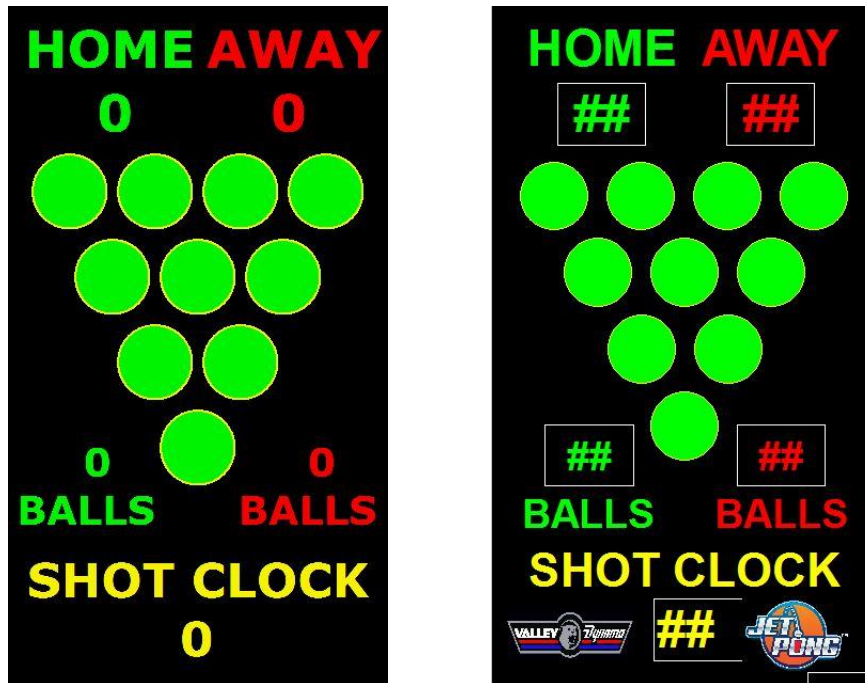 HOME AWAY
0 0
0 0
BALLS BALLS
SHOT CLOCK
0
HOME AWAY
## ##
## ##
BALLS BALLS
SHOT CLOCK
VALLEY Dynamo ## JET PONG™